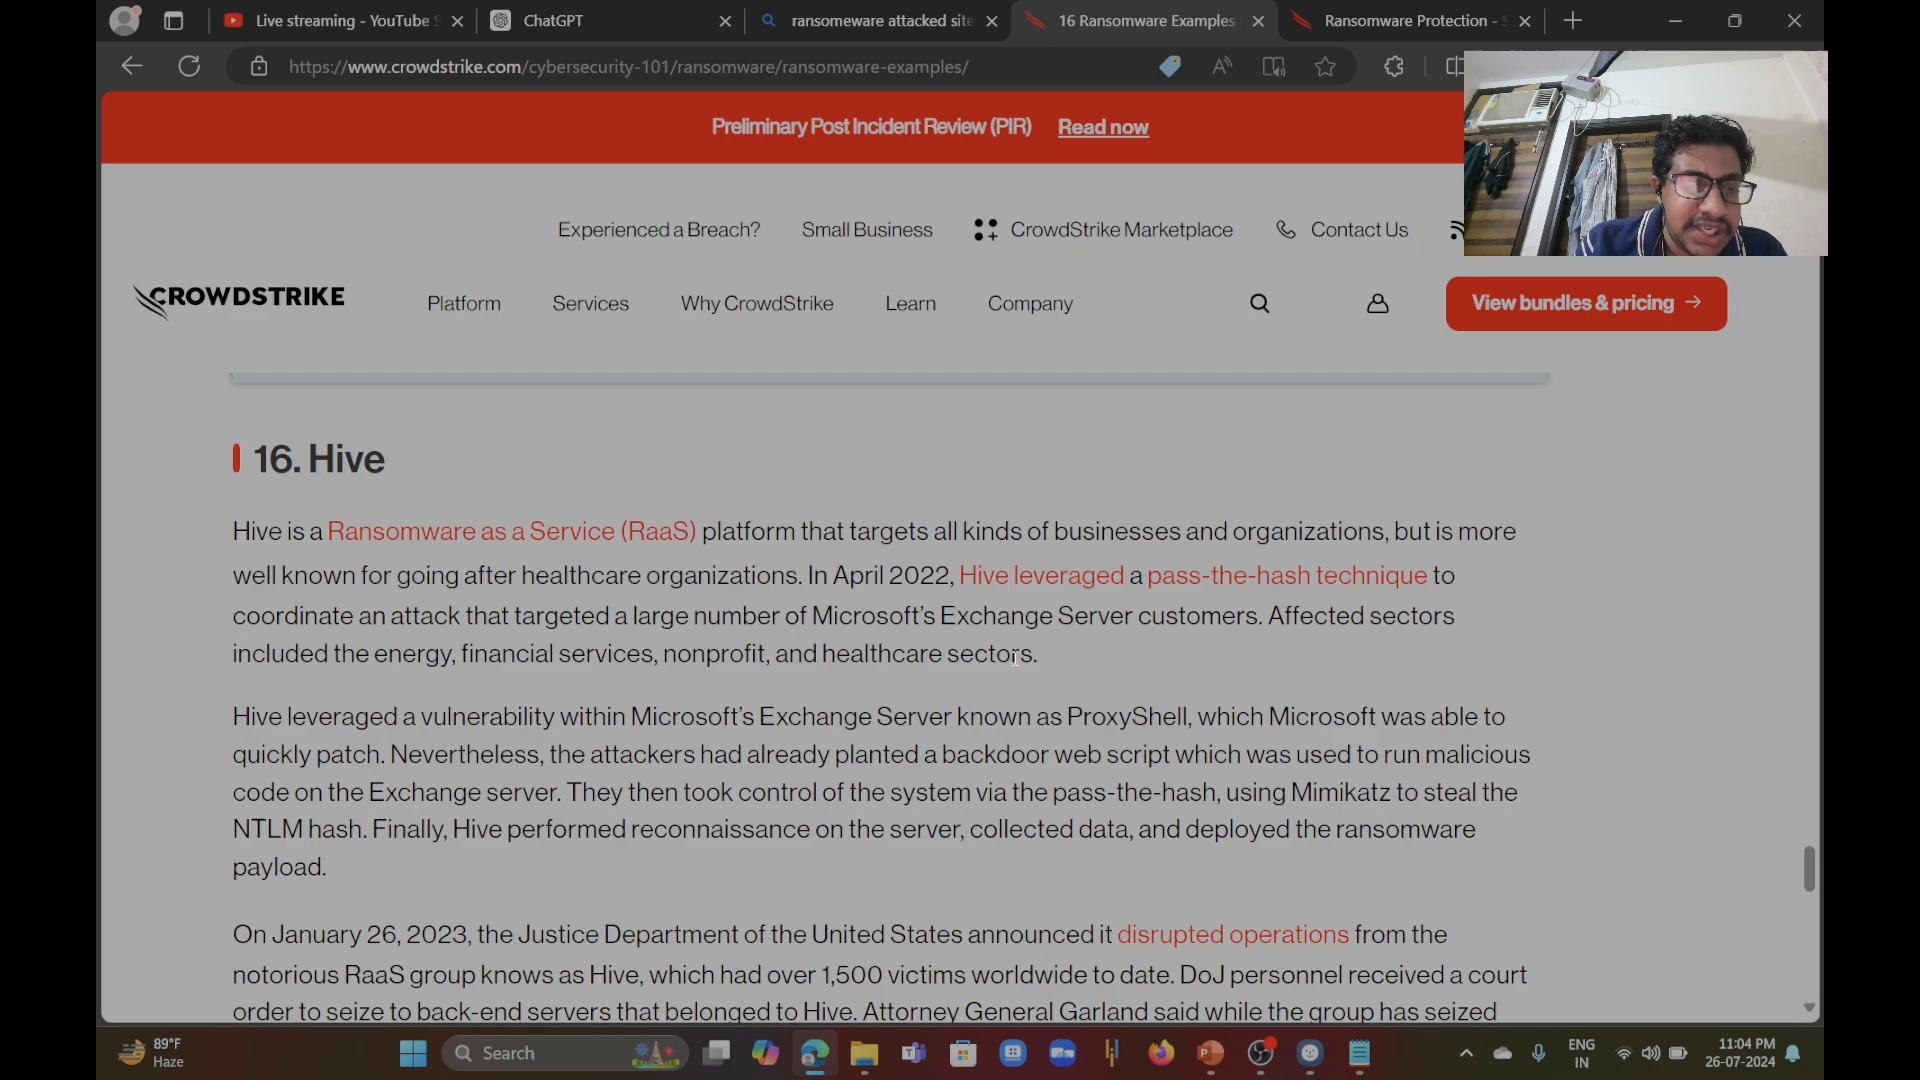 Live streaming - YouTube S
ChatGPT
ransomeware attacked site
16 Ransomware Examples
Ransomware Protection - S
https://www.crowdstrike.com/cybersecurity-101/ransomware/ransomware-examples/
Preliminary Post Incident Review (PIR) Read now
Experienced a Breach? Small Business CrowdStrike Marketplace Contact Us
CROWDSTRIKE Platform Services Why CrowdStrike Learn Company View bundles & pricing →
16. Hive
Hive is a Ransomware as a Service (RaaS) platform that targets all kinds of businesses and organizations, but is more
well known for going after healthcare organizations. In April 2022, Hive leveraged a pass-the-hash technique to
coordinate an attack that targeted a large number of Microsoft's Exchange Server customers. Affected sectors
included the energy, financial services, nonprofit, and healthcare sectors.
Hive leveraged a vulnerability within Microsoft's Exchange Server known as ProxyShell, which Microsoft was able to
quickly patch. Nevertheless, the attackers had already planted a backdoor web script which was used to run malicious
code on the Exchange server. They then took control of the system via the pass-the-hash, using Mimikatz to steal the
NTLM hash. Finally, Hive performed reconnaissance on the server, collected data, and deployed the ransomware
payload.
On January 26, 2023, the Justice Department of the United States announced it disrupted operations from the
notorious RaaS group knows as Hive, which had over 1,500 victims worldwide to date. DoJ personnel received a court
order to seize to back-end servers that belonged to Hive. Attorney General Garland said while the group has seized
89°F
Haze
Search
ENG
IN
11:04 PM
26-07-2024